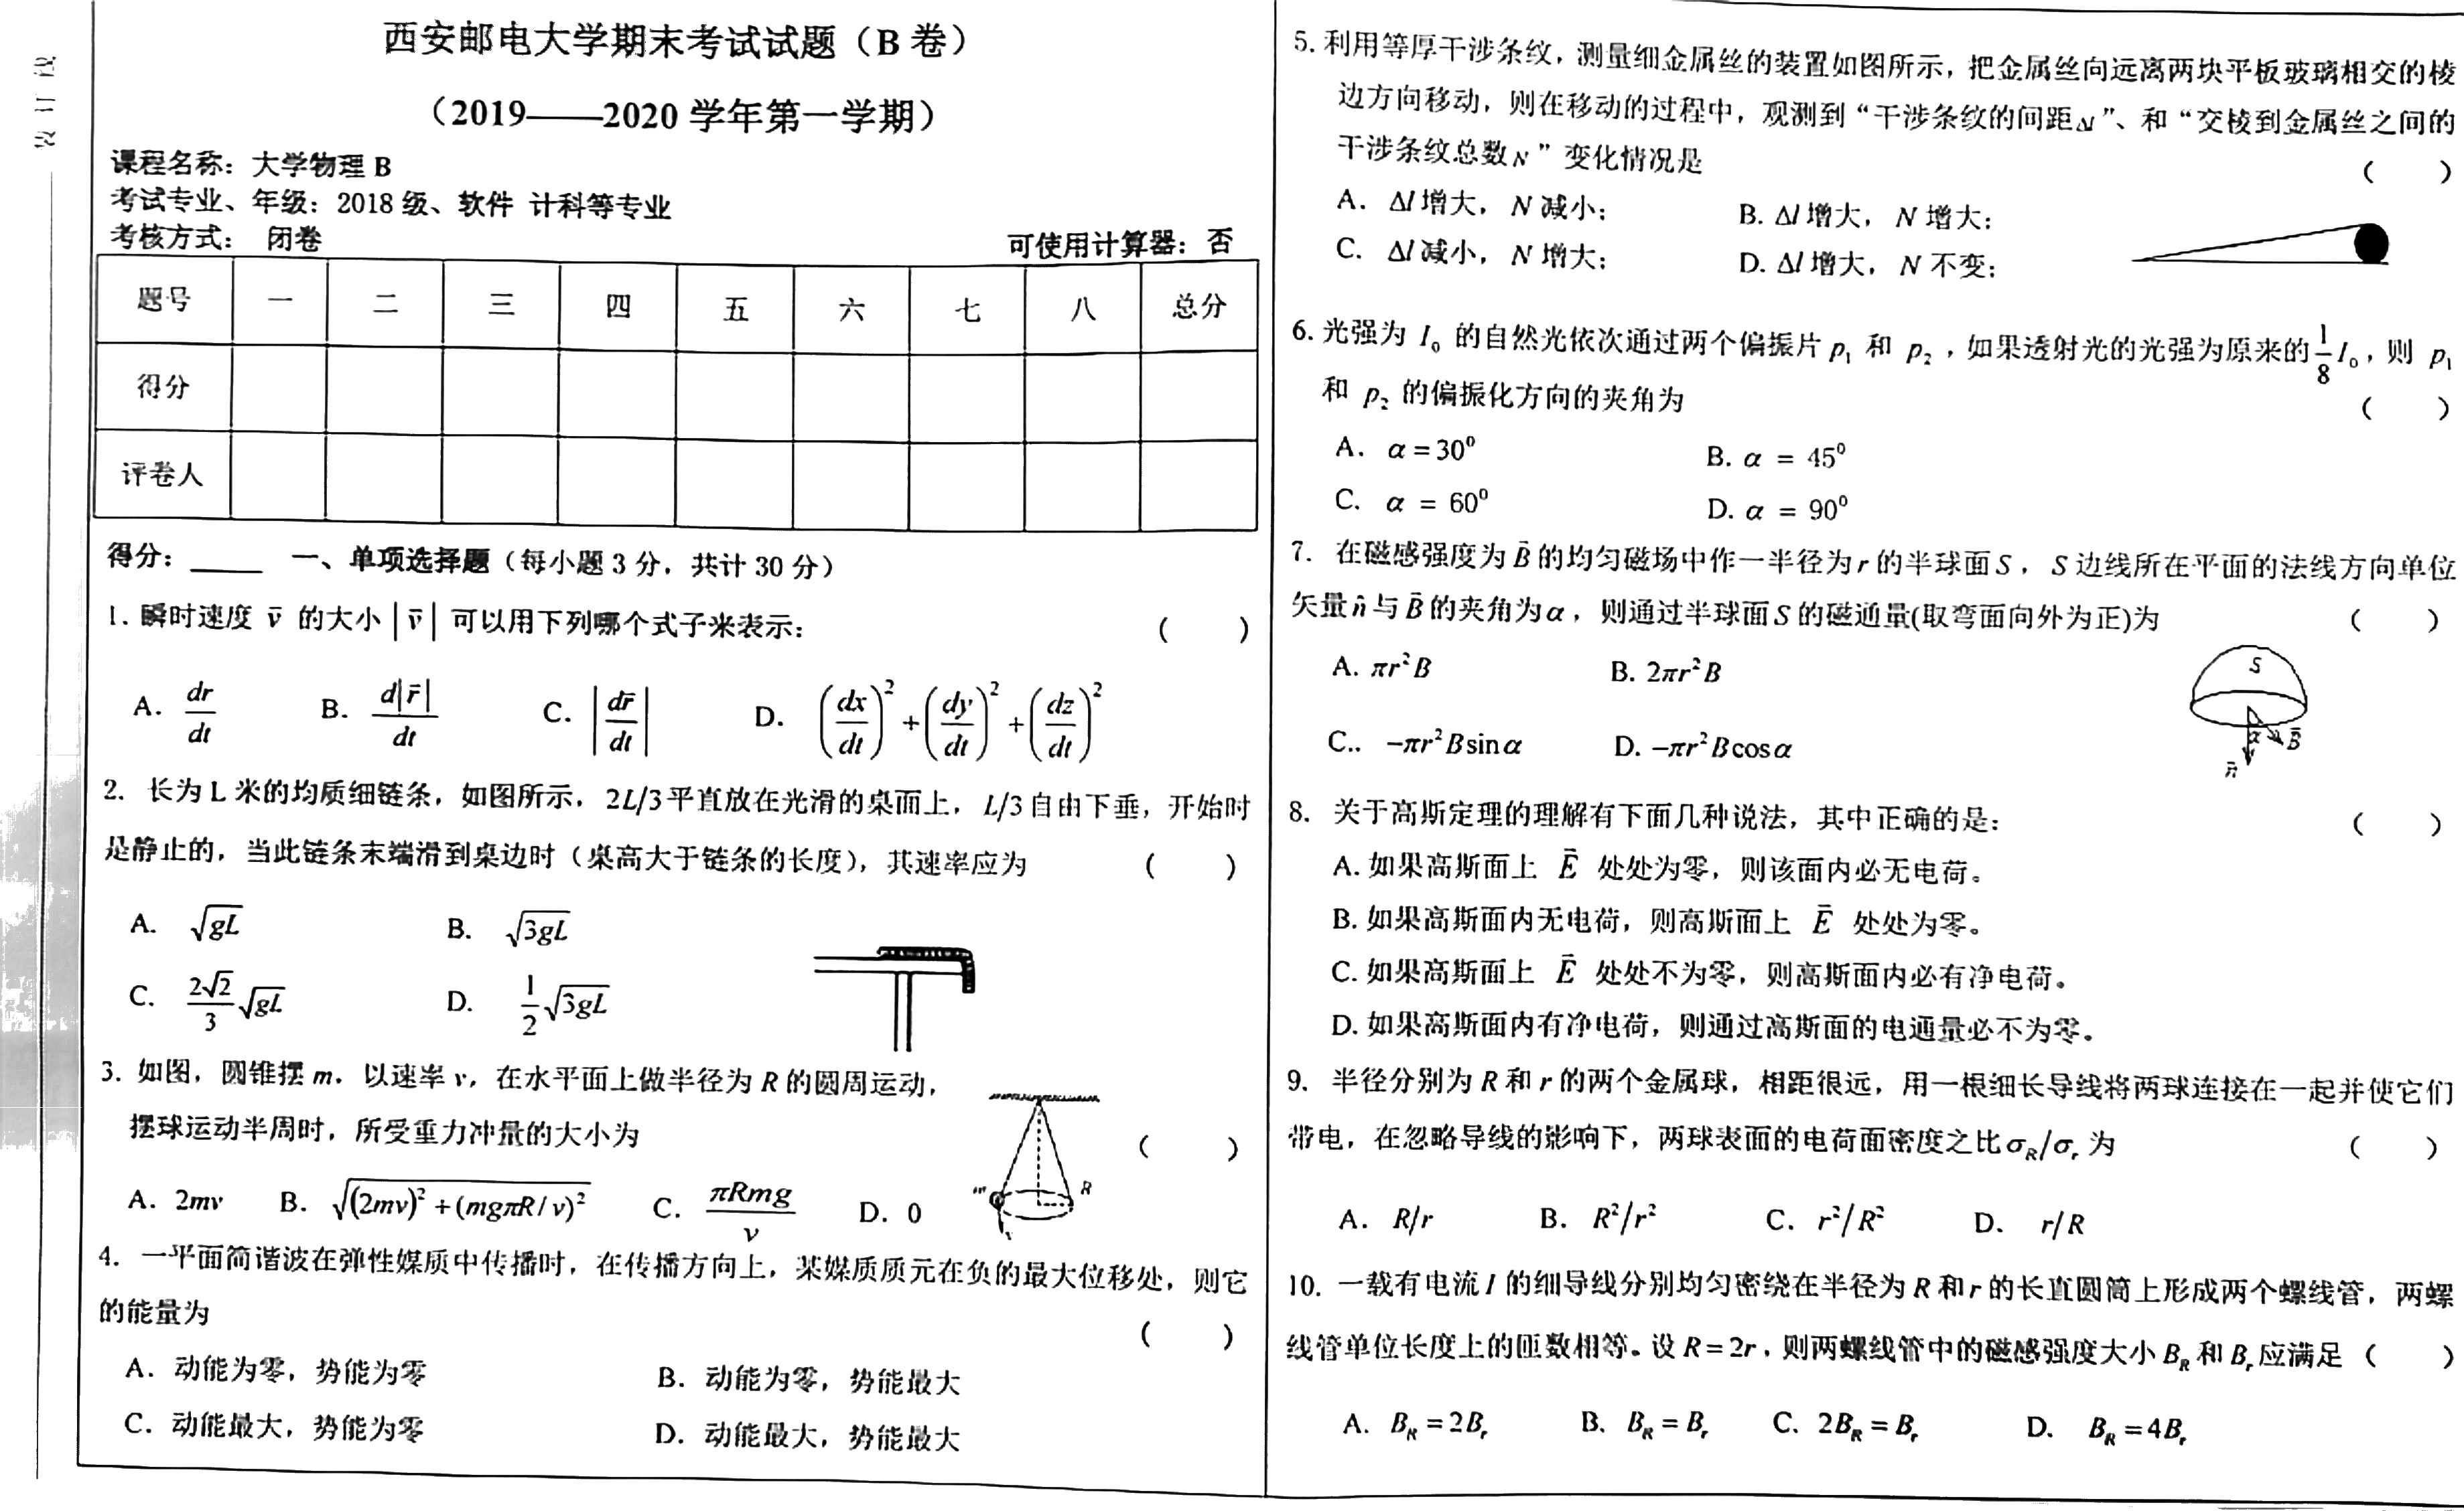 西安邮电大学期末考试试题（B 卷）
（2019——2020 学年第一学期）
课程名称：大学物理 B
考试专业、年级：2018 级、软件 计科等专业
考核方式： 闭卷 可使用计算器：否
题号 一 二 三 四 五 六 七 八 总分
得分
评卷人
得分：____ 一、单项选择题（每小题 3 分，共计 30 分）
1. 瞬时速度 $\vec{v}$ 的大小 $|\vec{v}|$ 可以用下列哪个式子来表示： （ ）
A. $\frac{dr}{dt}$ B. $\frac{d|\vec{r}|}{dt}$ C. $\left|\frac{d\vec{r}}{dt}\right|$ D. $\left(\frac{dx}{dt}\right)^2+\left(\frac{dy}{dt}\right)^2+\left(\frac{dz}{dt}\right)^2$
2. 长为 L 米的均质细链条，如图所示，2L/3 平直放在光滑的桌面上，L/3 自由下垂，开始时
是静止的，当此链条末端滑到桌边时（桌高大于链条的长度），其速率应为 （ ）
A. $\sqrt{gL}$ B. $\sqrt{3gL}$
C. $\frac{2\sqrt{2}}{3}\sqrt{gL}$ D. $\frac{1}{2}\sqrt{3gL}$
3. 如图，圆锥摆 m，以速率 v，在水平面上做半径为 R 的圆周运动，
摆球运动半周时，所受重力冲量的大小为 （ ）
A. 2mv B. $\sqrt{(2mv)^2+(mg\pi R/v)^2}$ C. $\frac{\pi Rmg}{v}$ D. 0
m R
v
4. 一平面简谐波在弹性媒质中传播时，在传播方向上，某媒质质元在负的最大位移处，则它
的能量为 （ ）
A. 动能为零，势能为零 B. 动能为零，势能最大
C. 动能最大，势能为零 D. 动能最大，势能最大
5. 利用等厚干涉条纹，测量细金属丝的装置如图所示，把金属丝向远离两块平板玻璃相交的棱
边方向移动，则在移动的过程中，观测到“干涉条纹的间距Δl”、和“交棱到金属丝之间的
干涉条纹总数N”变化情况是 （ ）
A. Δl 增大，N 减小； B. Δl 增大，N 增大；
C. Δl 减小，N 增大； D. Δl 增大，N 不变；
6. 光强为 $I_0$ 的自然光依次通过两个偏振片 $p_1$ 和 $p_2$，如果透射光的光强为原来的$\frac{1}{8}I_0$，则 $p_1$
和 $p_2$ 的偏振化方向的夹角为 （ ）
A. $\alpha=30^0$ B. $\alpha = 45^0$
C. $\alpha = 60^0$ D. $\alpha = 90^0$
7. 在磁感强度为 $\vec{B}$ 的均匀磁场中作一半径为 r 的半球面 S，S 边线所在平面的法线方向单位
矢量 $\vec{n}$ 与 $\vec{B}$ 的夹角为 α，则通过半球面 S 的磁通量(取弯面向外为正)为 （ ）
A. $\pi r^2B$ B. $2\pi r^2B$
C.. $-\pi r^2B\sin\alpha$ D. $-\pi r^2B\cos\alpha$
S
α $\vec{B}$
$\vec{n}$
8. 关于高斯定理的理解有下面几种说法，其中正确的是： （ ）
A. 如果高斯面上 $\vec{E}$ 处处为零，则该面内必无电荷。
B. 如果高斯面内无电荷，则高斯面上 $\vec{E}$ 处处为零。
C. 如果高斯面上 $\vec{E}$ 处处不为零，则高斯面内必有净电荷。
D. 如果高斯面内有净电荷，则通过高斯面的电通量必不为零。
9. 半径分别为 R 和 r 的两个金属球，相距很远，用一根细长导线将两球连接在一起并使它们
带电，在忽略导线的影响下，两球表面的电荷面密度之比 $\sigma_R/\sigma_r$ 为 （ ）
A. R/r B. $R^2/r^2$ C. $r^2/R^2$ D. r/R
10. 一载有电流 I 的细导线分别均匀密绕在半径为 R 和 r 的长直圆筒上形成两个螺线管，两螺
线管单位长度上的匝数相等。设 R = 2r，则两螺线管中的磁感强度大小 $B_R$ 和 $B_r$ 应满足（ ）
A. $B_R=2B_r$ B. $B_R=B_r$ C. $2B_R=B_r$ D. $B_R=4B_r$